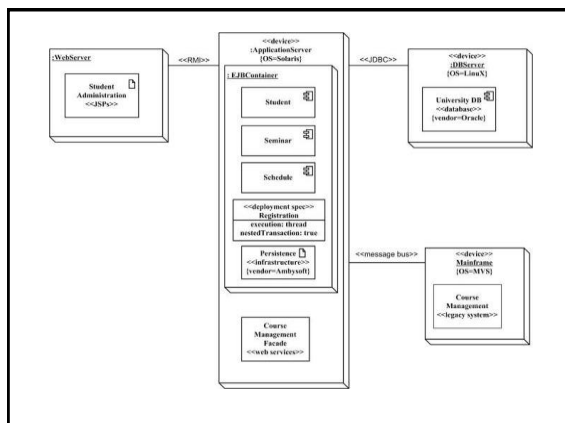 :WebServer
Student
Administration
<<JSPs>>
<<RMI>>
<<device>>
:ApplicationServer
{OS=Solaris}
: EJBContainer
Student
Seminar
Schedule
<<deployment spec>>
Registration
execution: thread
nestedTransaction: true
Persistence
<<infrastructure>>
{vendor=Ambysoft}
Course
Management
Facade
<<web services>>
<<JDBC>>
<<device>>
:DBServer
{OS=LinuX}
University DB
<<database>>
{vendor=Oracle}
<<message bus>>
<<device>>
Mainframe
{OS=MVS}
Course
Management
<<legacy system>>